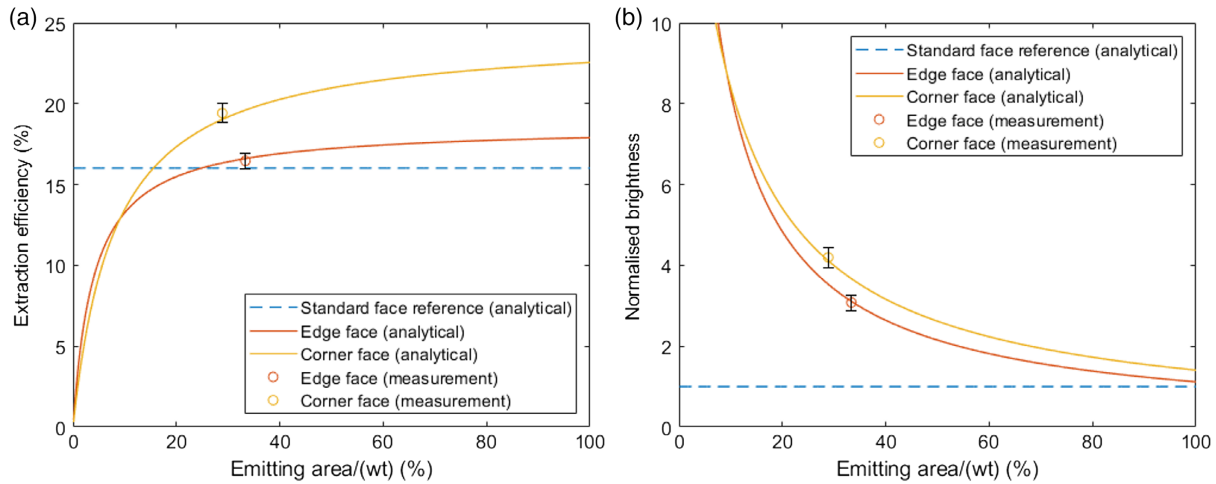 (a)
25
20
15
10
5
0
Extraction efficiency (%)
Standard face reference (analytical)
Edge face (analytical)
Corner face (analytical)
Edge face (measurement)
Corner face (measurement)
0 20 40 60 80 100
Emitting area/(wt) (%)
(b)
10
8
6
4
2
0
Normalised brightness
Standard face reference (analytical)
Edge face (analytical)
Corner face (analytical)
Edge face (measurement)
Corner face (measurement)
0 20 40 60 80 100
Emitting area/(wt) (%)